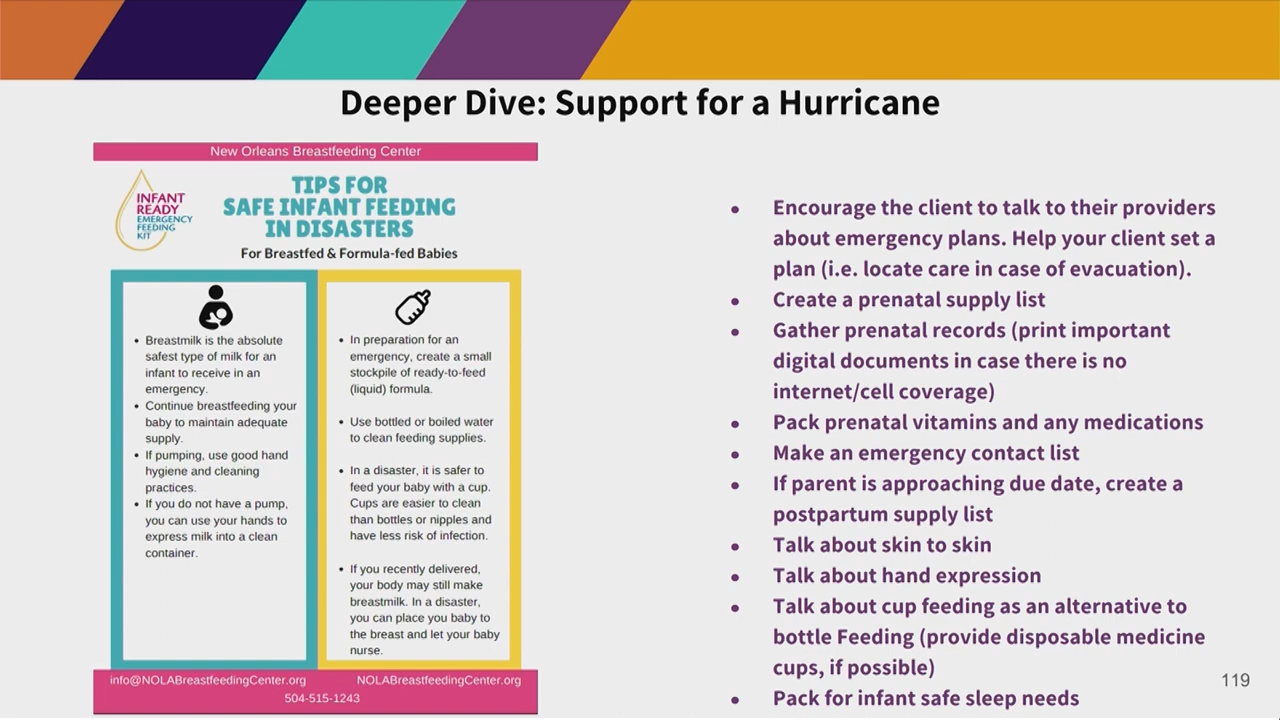 Deeper Dive: Support for a Hurricane
New Orleans Breastfeeding Center
INFANT
READY
EMERGENCY
FEEDING
KIT
TIPS FOR
SAFE INFANT FEEDING
IN DISASTERS
For Breastfed & Formula-fed Babies
• Breastmilk is the absolute
safest type of milk for an
infant to receive in an
emergency.
• Continue breastfeeding your
baby to maintain adequate
supply.
• If pumping, use good hand
hygiene and cleaning
practices.
• If you do not have a pump,
you can use your hands to
express milk into a clean
container.
• In preparation for an
emergency, create a small
stockpile of ready-to-feed
(liquid) formula.
• Use bottled or boiled water
to clean feeding supplies.
• In a disaster, it is safer to
feed your baby with a cup.
Cups are easier to clean
than bottles or nipples and
have less risk of infection.
• If you recently delivered,
your body may still make
breastmilk. In a disaster,
you can place you baby to
the breast and let your baby
nurse.
info@NOLABreastfeedingCenter.org
NOLABreastfeedingCenter.org
504-515-1243
• Encourage the client to talk to their providers
about emergency plans. Help your client set a
plan (i.e. locate care in case of evacuation).
• Create a prenatal supply list
• Gather prenatal records (print important
digital documents in case there is no
internet/cell coverage)
• Pack prenatal vitamins and any medications
• Make an emergency contact list
• If parent is approaching due date, create a
postpartum supply list
• Talk about skin to skin
• Talk about hand expression
• Talk about cup feeding as an alternative to
bottle Feeding (provide disposable medicine
cups, if possible)
• Pack for infant safe sleep needs
119